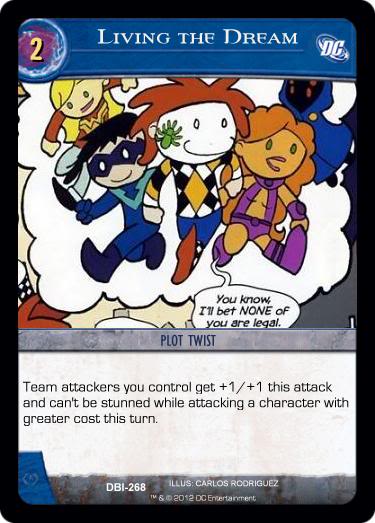 2
LIVING THE DREAM
DC
You know,
I'll bet NONE of
you are legal.
PLOT TWIST
Team attackers you control get +1/+1 this attack
and can't be stunned while attacking a character with
greater cost this turn.
DBI-268
ILLUS: CARLOS RODRIGUEZ
™ & © 2012 DC Entertainment